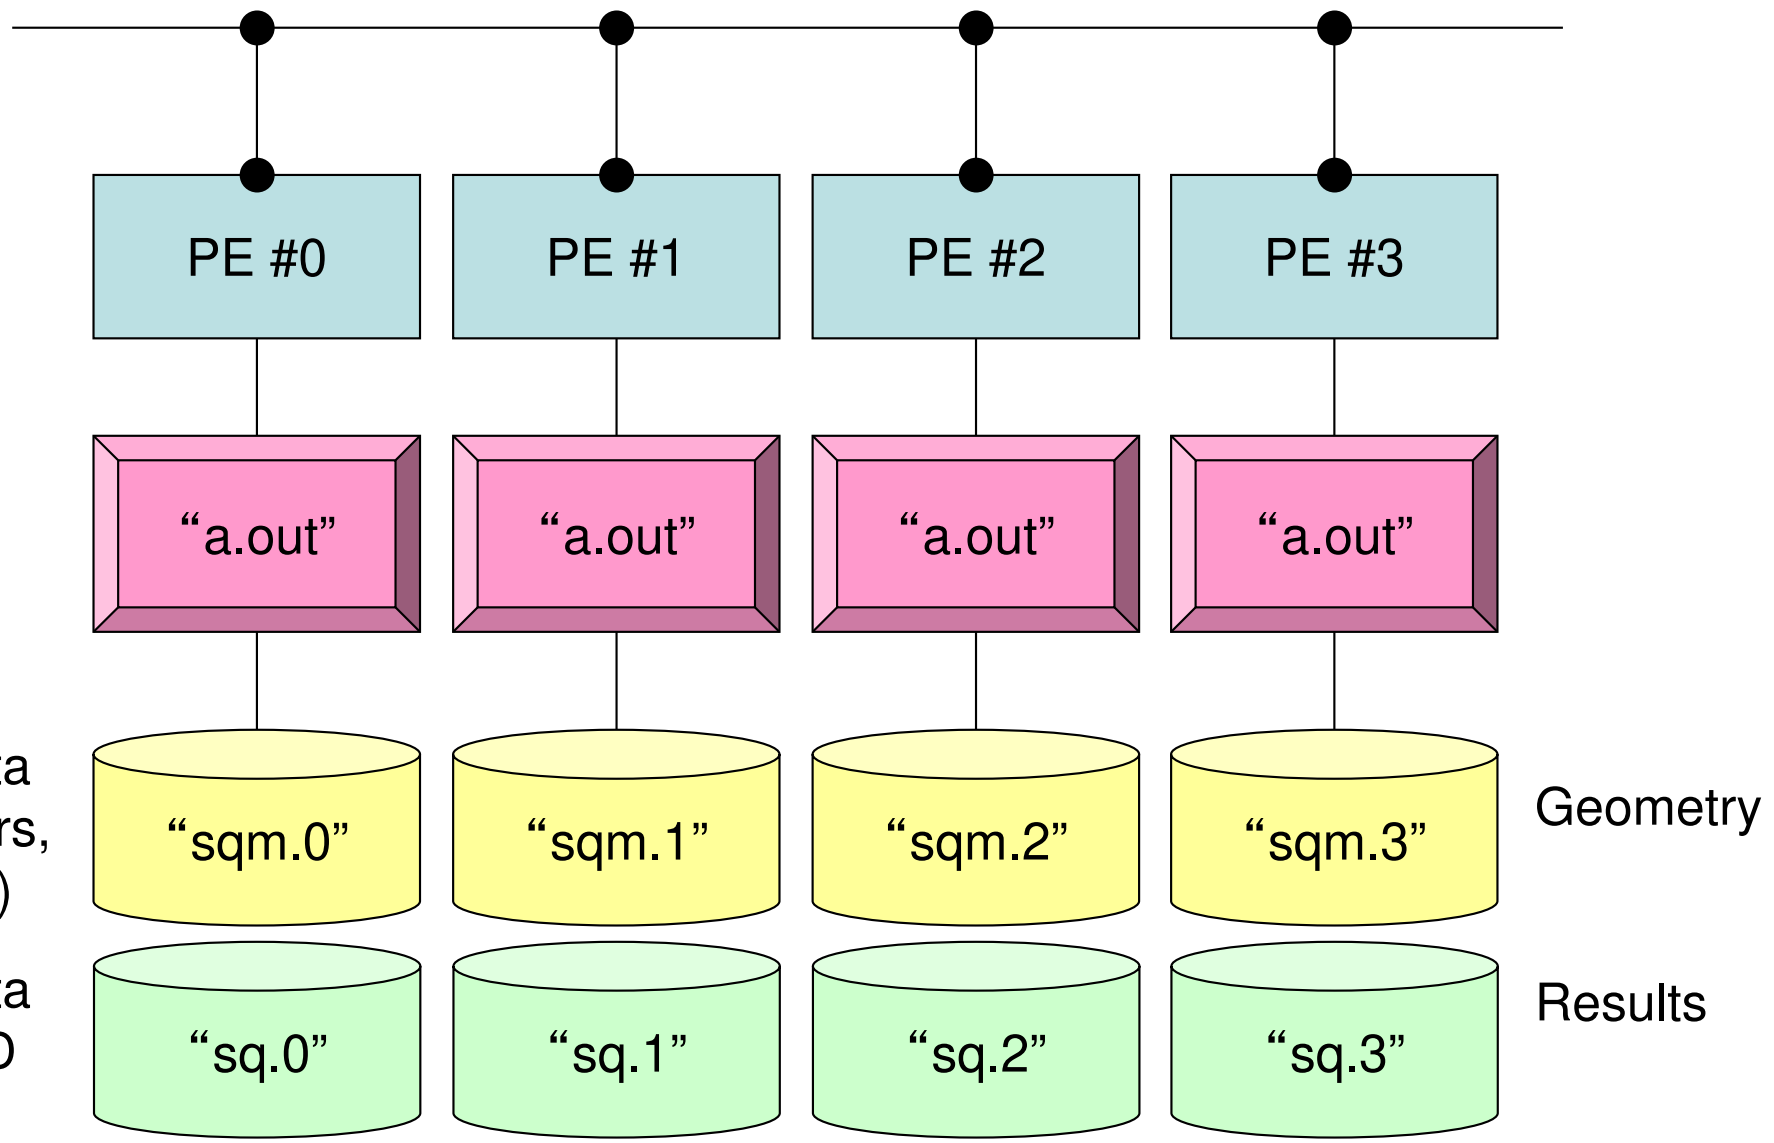 PE #0 PE #1 PE #2 PE #3
“a.out” “a.out” “a.out” “a.out”
“sqm.0” “sqm.1” “sqm.2” “sqm.3” Geometry
“sq.0” “sq.1” “sq.2” “sq.3” Results